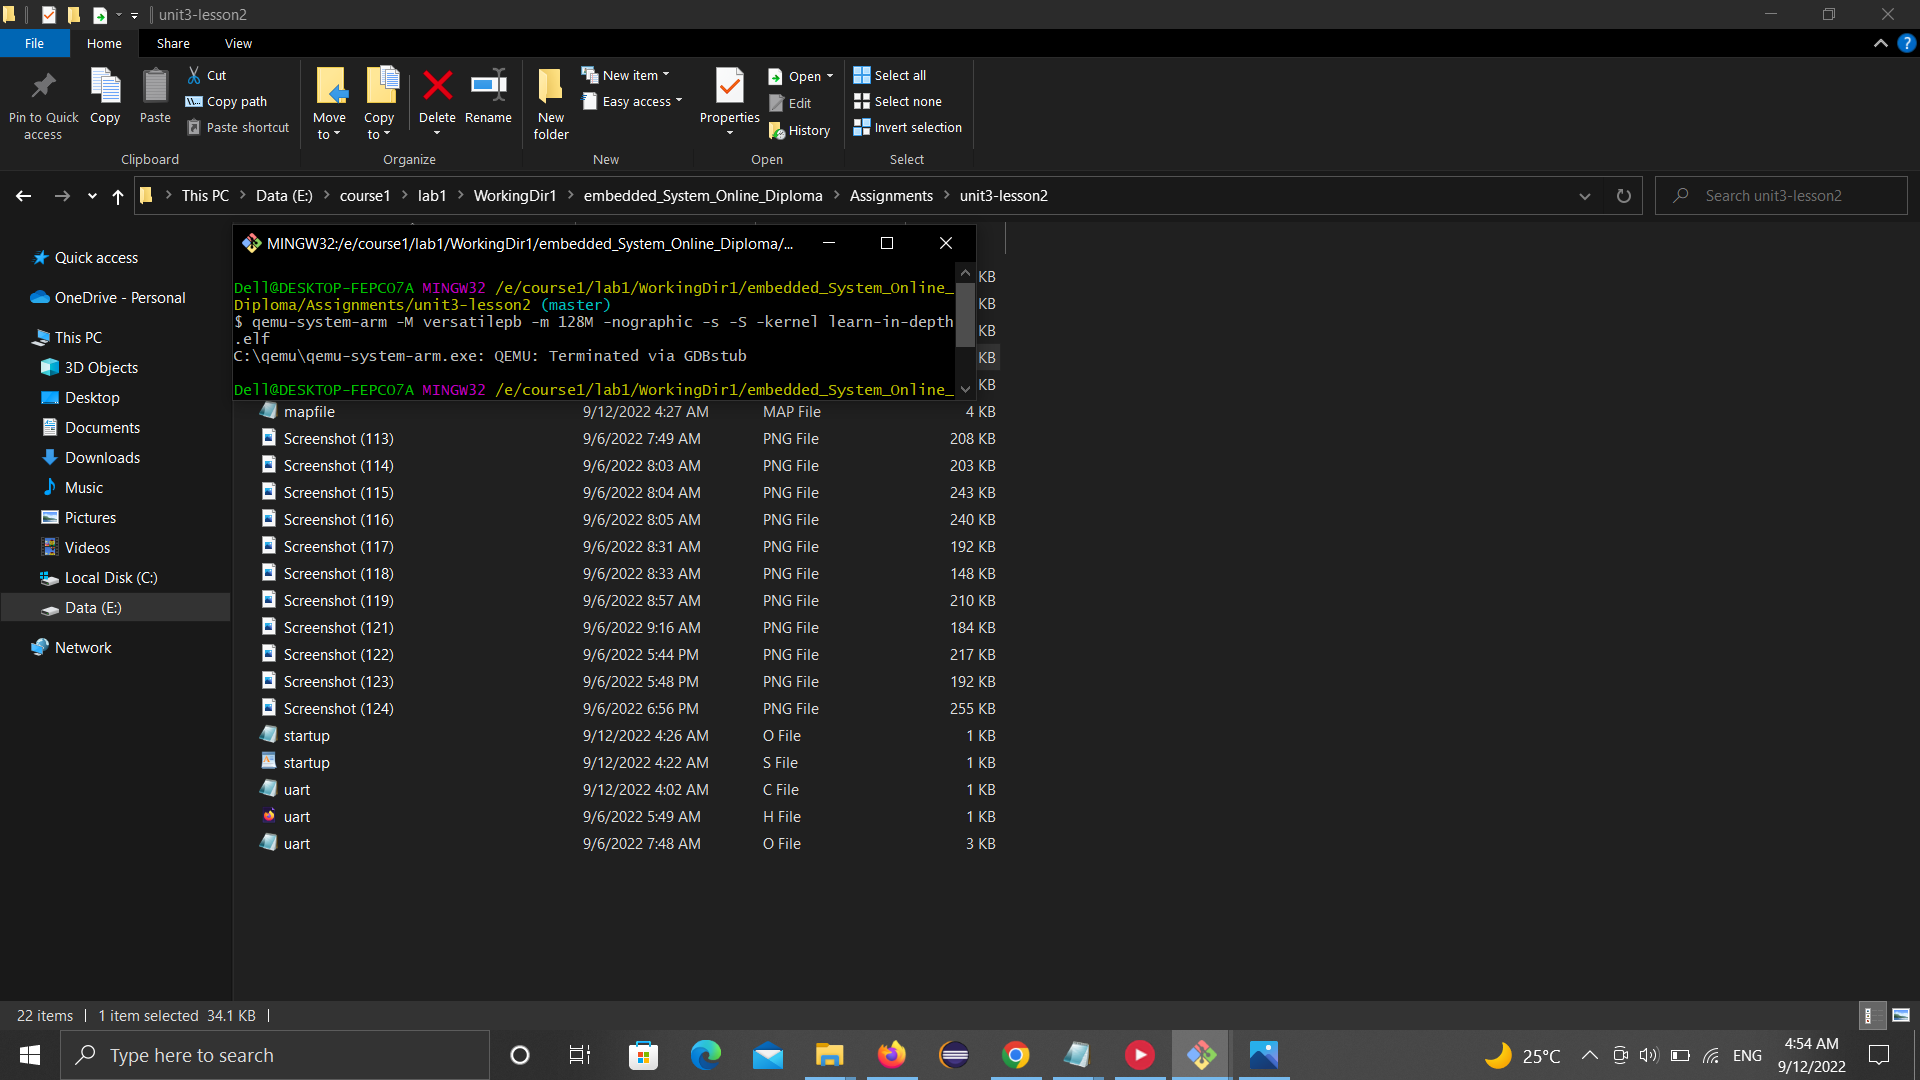 unit3-lesson2
File
Home
Share
View
Pin to Quick access
Copy
Paste
Cut
Copy path
Paste shortcut
Clipboard
Move to
Copy to
Delete
Rename
Organize
New folder
New item
Easy access
New
Properties
Open
Edit
History
Open
Select all
Select none
Invert selection
Select
This PC > Data (E:) > course1 > lab1 > WorkingDir1 > embedded_System_Online_Diploma > Assignments > unit3-lesson2
Search unit3-lesson2
Quick access
OneDrive - Personal
This PC
3D Objects
Desktop
Documents
Downloads
Music
Pictures
Videos
Local Disk (C:)
Data (E:)
Network
MINGW32:/e/course1/lab1/WorkingDir1/embedded_System_Online_Diploma/...
Dell@DESKTOP-FEPCO7A MINGW32 /e/course1/lab1/WorkingDir1/embedded_System_Online_
Diploma/Assignments/unit3-lesson2 (master)
$ qemu-system-arm -M versatilepb -m 128M -nographic -s -S -kernel learn-in-depth
.elf
C:\qemu\qemu-system-arm.exe: QEMU: Terminated via GDBstub
Dell@DESKTOP-FEPCO7A MINGW32 /e/course1/lab1/WorkingDir1/embedded_System_Online_
KB
KB
KB
KB
KB
mapfile 9/12/2022 4:27 AM MAP File 4 KB
Screenshot (113) 9/6/2022 7:49 AM PNG File 208 KB
Screenshot (114) 9/6/2022 8:03 AM PNG File 203 KB
Screenshot (115) 9/6/2022 8:04 AM PNG File 243 KB
Screenshot (116) 9/6/2022 8:05 AM PNG File 240 KB
Screenshot (117) 9/6/2022 8:31 AM PNG File 192 KB
Screenshot (118) 9/6/2022 8:33 AM PNG File 148 KB
Screenshot (119) 9/6/2022 8:57 AM PNG File 210 KB
Screenshot (121) 9/6/2022 9:16 AM PNG File 184 KB
Screenshot (122) 9/6/2022 5:44 PM PNG File 217 KB
Screenshot (123) 9/6/2022 5:48 PM PNG File 192 KB
Screenshot (124) 9/6/2022 6:56 PM PNG File 255 KB
startup 9/12/2022 4:26 AM O File 1 KB
startup 9/12/2022 4:22 AM S File 1 KB
uart 9/12/2022 4:02 AM C File 1 KB
uart 9/6/2022 5:49 AM H File 1 KB
uart 9/6/2022 7:48 AM O File 3 KB
22 items 1 item selected 34.1 KB
Type here to search
25°C
ENG
4:54 AM
9/12/2022